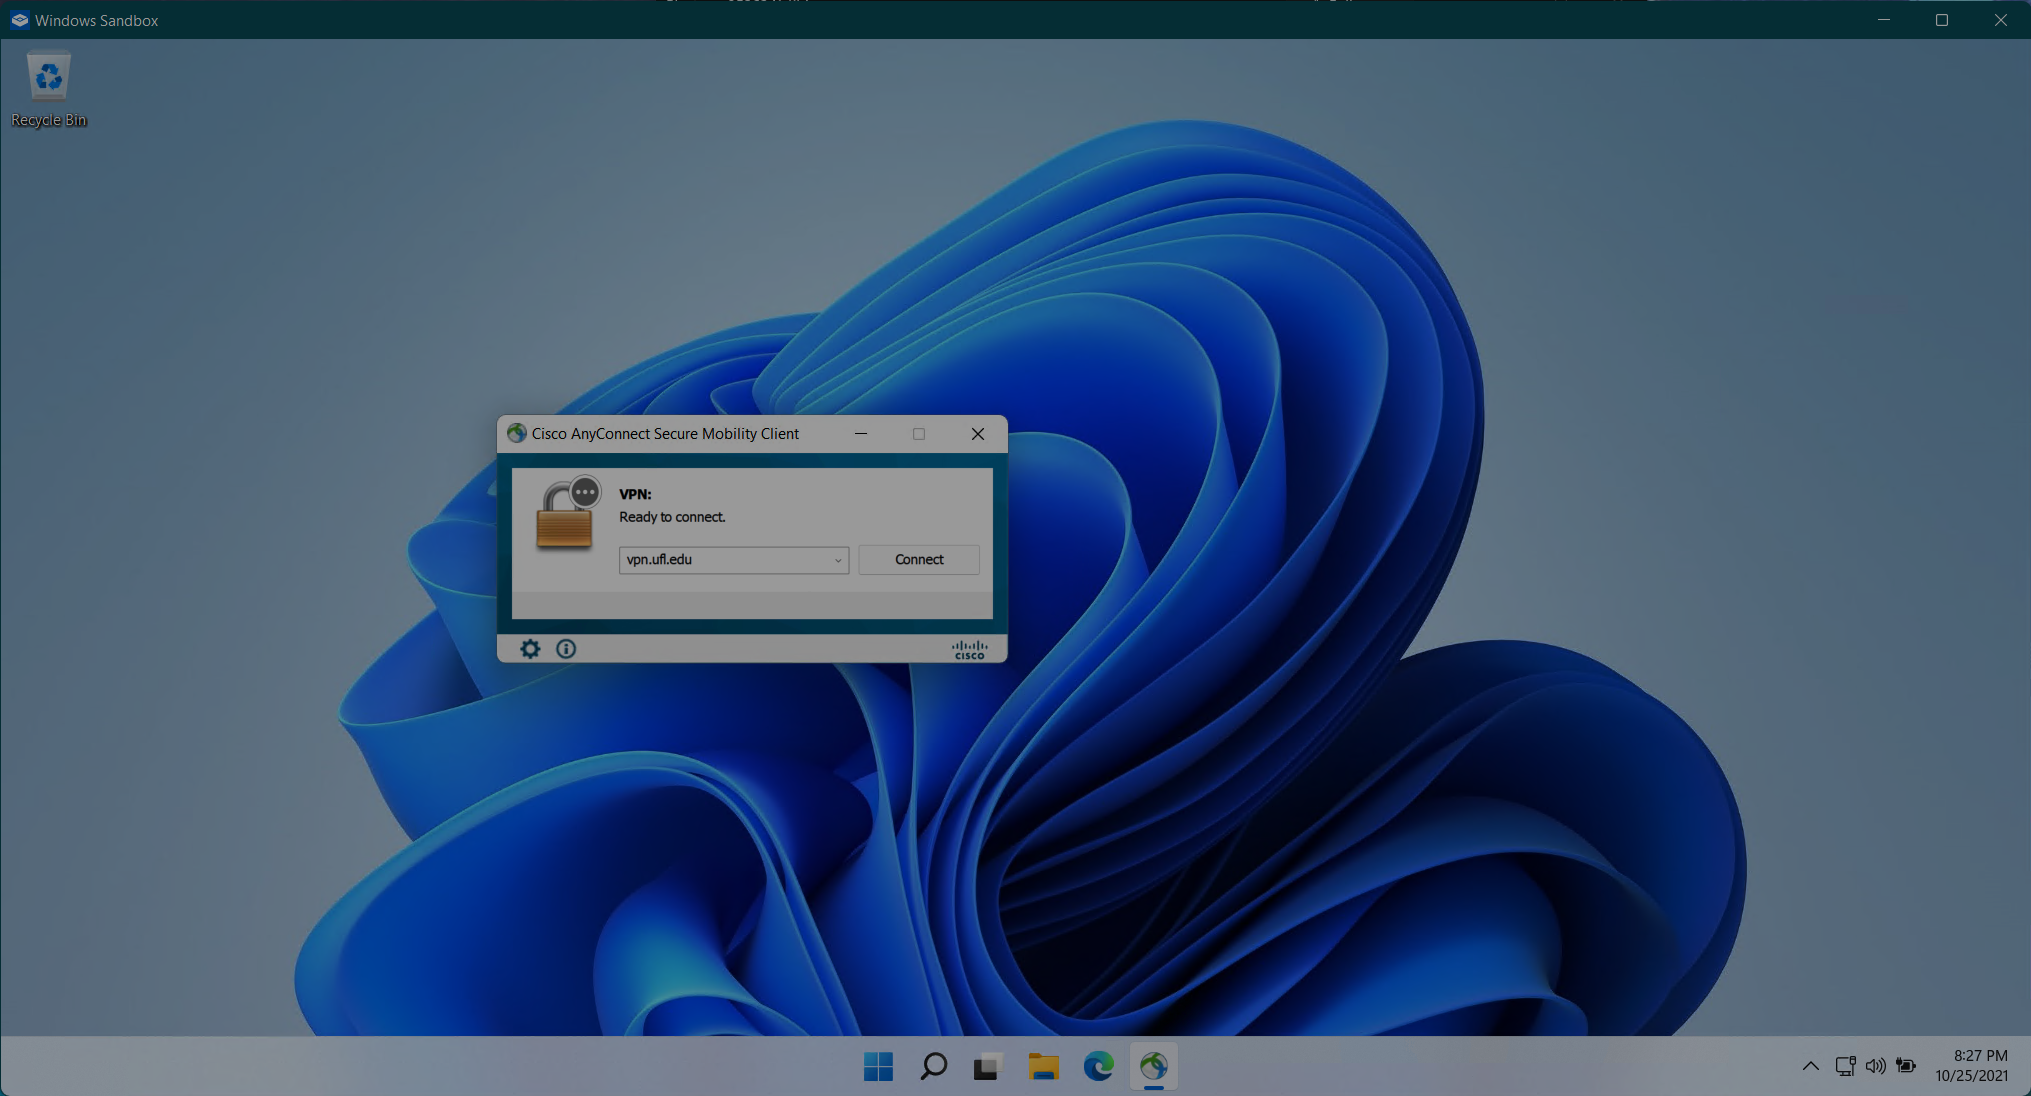 Windows Sandbox
Recycle Bin
Cisco AnyConnect Secure Mobility Client
VPN:
Ready to connect.
vpn.ufl.edu
Connect
CISCO
8:27 PM
10/25/2021